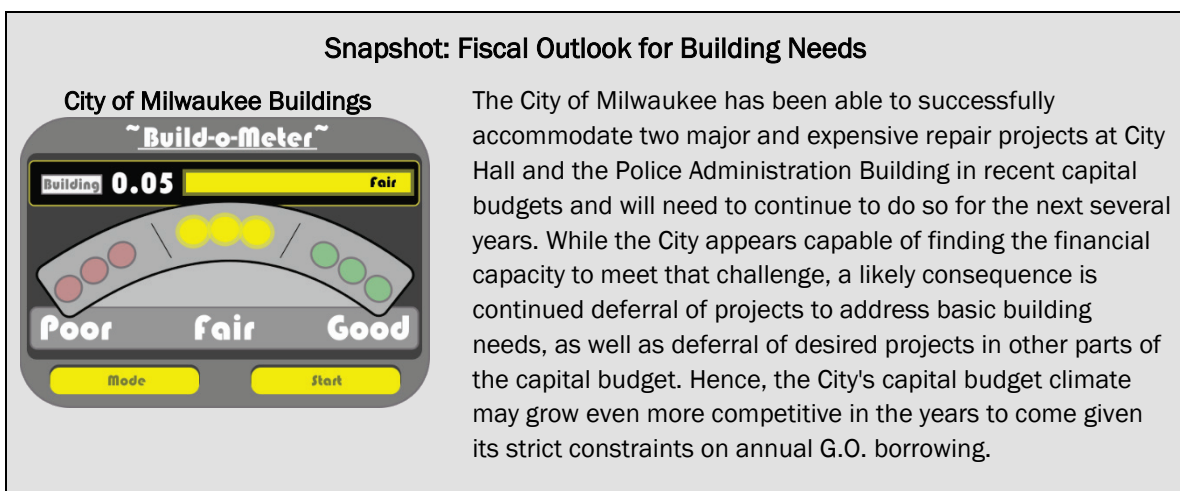 Snapshot: Fiscal Outlook for Building Needs
City of Milwaukee Buildings
~Build-o-Meter~
Building 0.05 Fair
Poor Fair Good
Mode Start
The City of Milwaukee has been able to successfully
accommodate two major and expensive repair projects at City
Hall and the Police Administration Building in recent capital
budgets and will need to continue to do so for the next several
years. While the City appears capable of finding the financial
capacity to meet that challenge, a likely consequence is
continued deferral of projects to address basic building
needs, as well as deferral of desired projects in other parts of
the capital budget. Hence, the City's capital budget climate
may grow even more competitive in the years to come given
its strict constraints on annual G.O. borrowing.